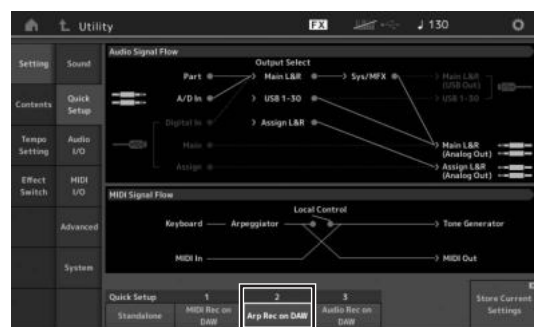 Utility FX ♩ 130
Setting
Sound
Contents
Quick
Setup
Tempo
Setting
Audio
I/O
Effect
Switch
MIDI
I/O
Advanced
System
Audio Signal Flow
Output Select
Part Main L&R Sys/MFX Main L&R
(USB Out)
A/D In USB 1-30 USB 1-30
Digital In Assign L&R
Main Main L&R
(Analog Out)
Assign Assign L&R
(Analog Out)
MIDI Signal Flow
Local Control
Keyboard Arpeggiator Tone Generator
MIDI In MIDI Out
Quick Setup 1 2 3
Standalone
MIDI Rec on
DAW
Arp Rec on DAW
Audio Rec on
DAW
Store Current
Settings